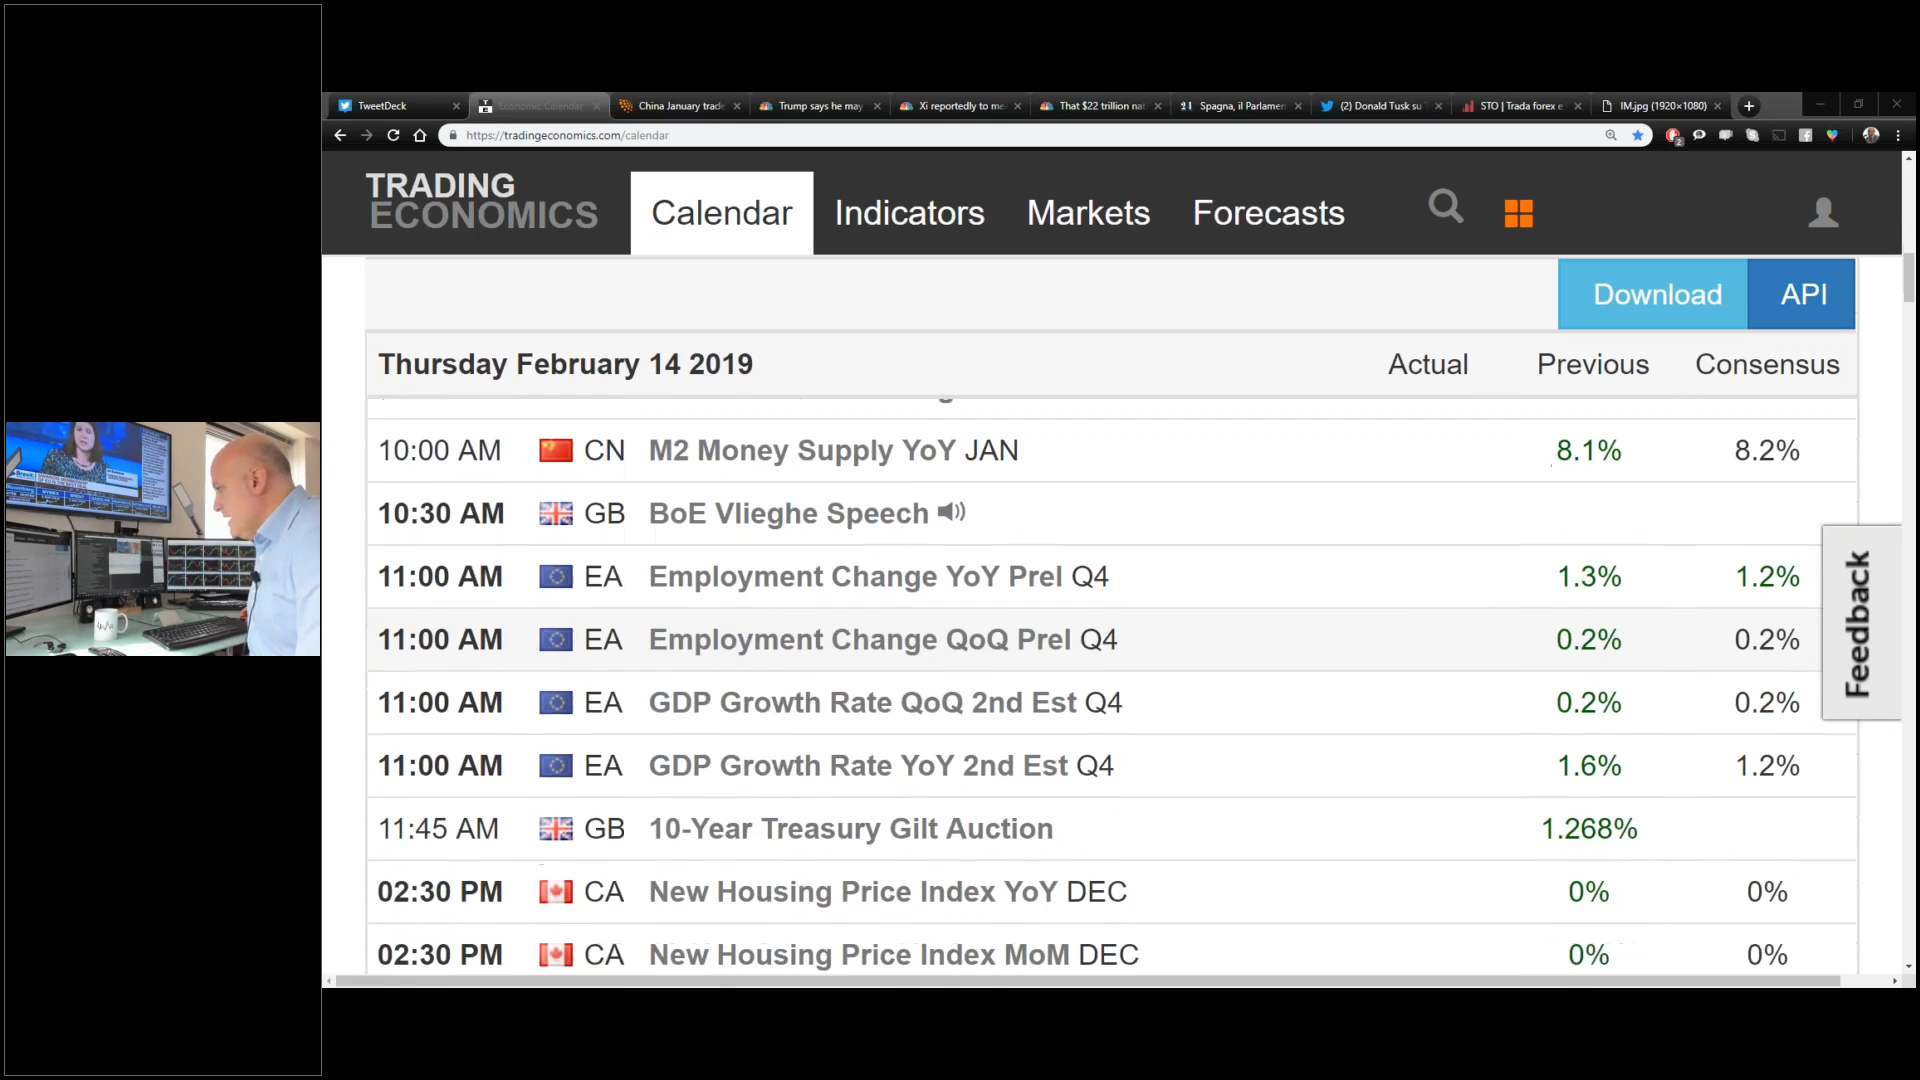 TweetDeck
Economic Calendar
China January trade
Trump says he may
Xi reportedly to me
That $22 trillion nat
Spagna, il Parlamen
(2) Donald Tusk su
STO | Trada forex e
IM.jpg (1920×1080)
https://tradingeconomics.com/calendar
TRADING
ECONOMICS
Calendar
Indicators
Markets
Forecasts
Download
API
Thursday February 14 2019 Actual Previous Consensus
10:00 AM CN M2 Money Supply YoY JAN 8.1% 8.2%
10:30 AM GB BoE Vlieghe Speech
11:00 AM EA Employment Change YoY Prel Q4 1.3% 1.2%
11:00 AM EA Employment Change QoQ Prel Q4 0.2% 0.2%
11:00 AM EA GDP Growth Rate QoQ 2nd Est Q4 0.2% 0.2%
11:00 AM EA GDP Growth Rate YoY 2nd Est Q4 1.6% 1.2%
11:45 AM GB 10-Year Treasury Gilt Auction 1.268%
02:30 PM CA New Housing Price Index YoY DEC 0% 0%
02:30 PM CA New Housing Price Index MoM DEC 0% 0%
Feedback